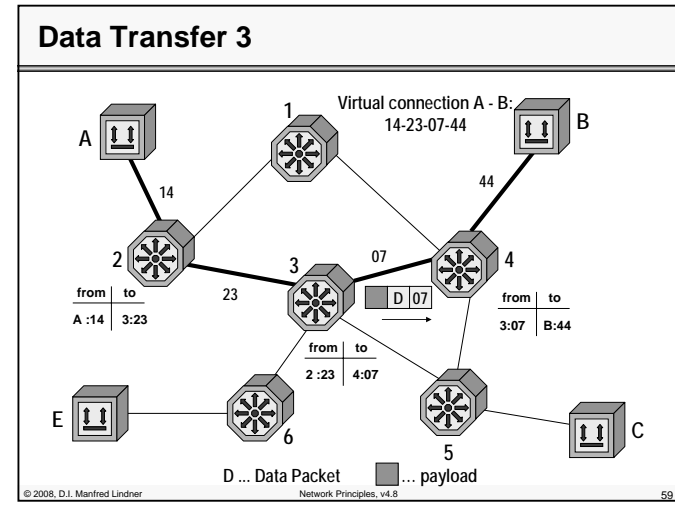 Data Transfer 3
Virtual connection A - B:
14-23-07-44
A
1
B
14
44
2
3
07
4
23
D 07
from to
A :14 3:23
from to
3:07 B:44
from to
2 :23 4:07
E
6
5
C
D ... Data Packet ... payload
© 2008, D.I. Manfred Lindner
Network Principles, v4.8
59